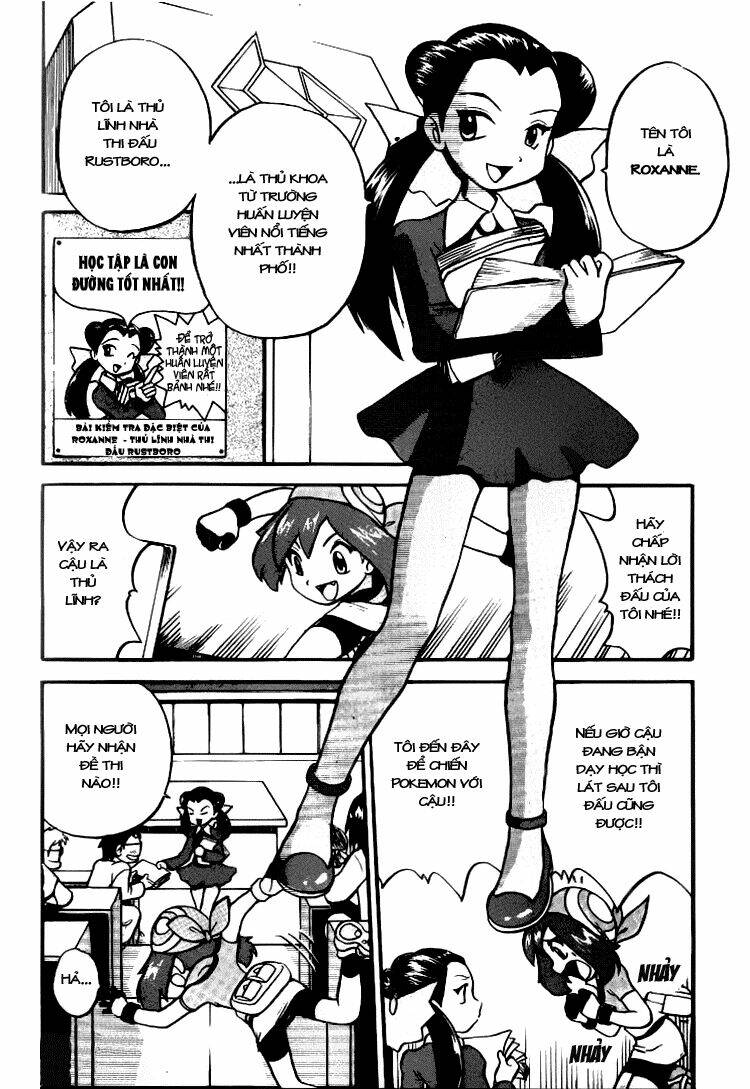 TÊN TÔI
LÀ
ROXANNE.
...LÀ THỦ KHOA
TỪ TRƯỜNG
HUẤN LUYỆN
VIÊN NỔI TIẾNG
NHẤT THÀNH
PHỐ!!
TÔI LÀ THỦ
LĨNH NHÀ
THI ĐẤU
RUSTBORO...
HỌC TẬP LÀ CON
ĐƯỜNG TỐT NHẤT!!
ĐỂ TRỞ
THÀNH MỘT
HUẤN LUYỆN
VIÊN RẤT
BẢNH NHÉ!!
BÀI KIỂM TRA ĐẶC BIỆT CỦA
ROXANNE - THỦ LĨNH NHÀ THI
ĐẤU RUSTBORO
HÃY
CHẤP
NHẬN LỜI
THÁCH
ĐẤU CỦA
TÔI NHÉ!!
VẬY RA
CẬU LÀ
THỦ
LĨNH?
NẾU GIỜ CẬU
ĐANG BẬN
DẠY HỌC THÌ
LÁT SAU TÔI
ĐẤU CŨNG
ĐƯỢC!!
TÔI ĐẾN ĐÂY
ĐỂ CHIẾN
POKEMON VỚI
CẬU!!
NHẢY
NHẢY
MỌI NGƯỜI
HÃY NHẬN
ĐỀ THI
NÀO!!
HẢ...